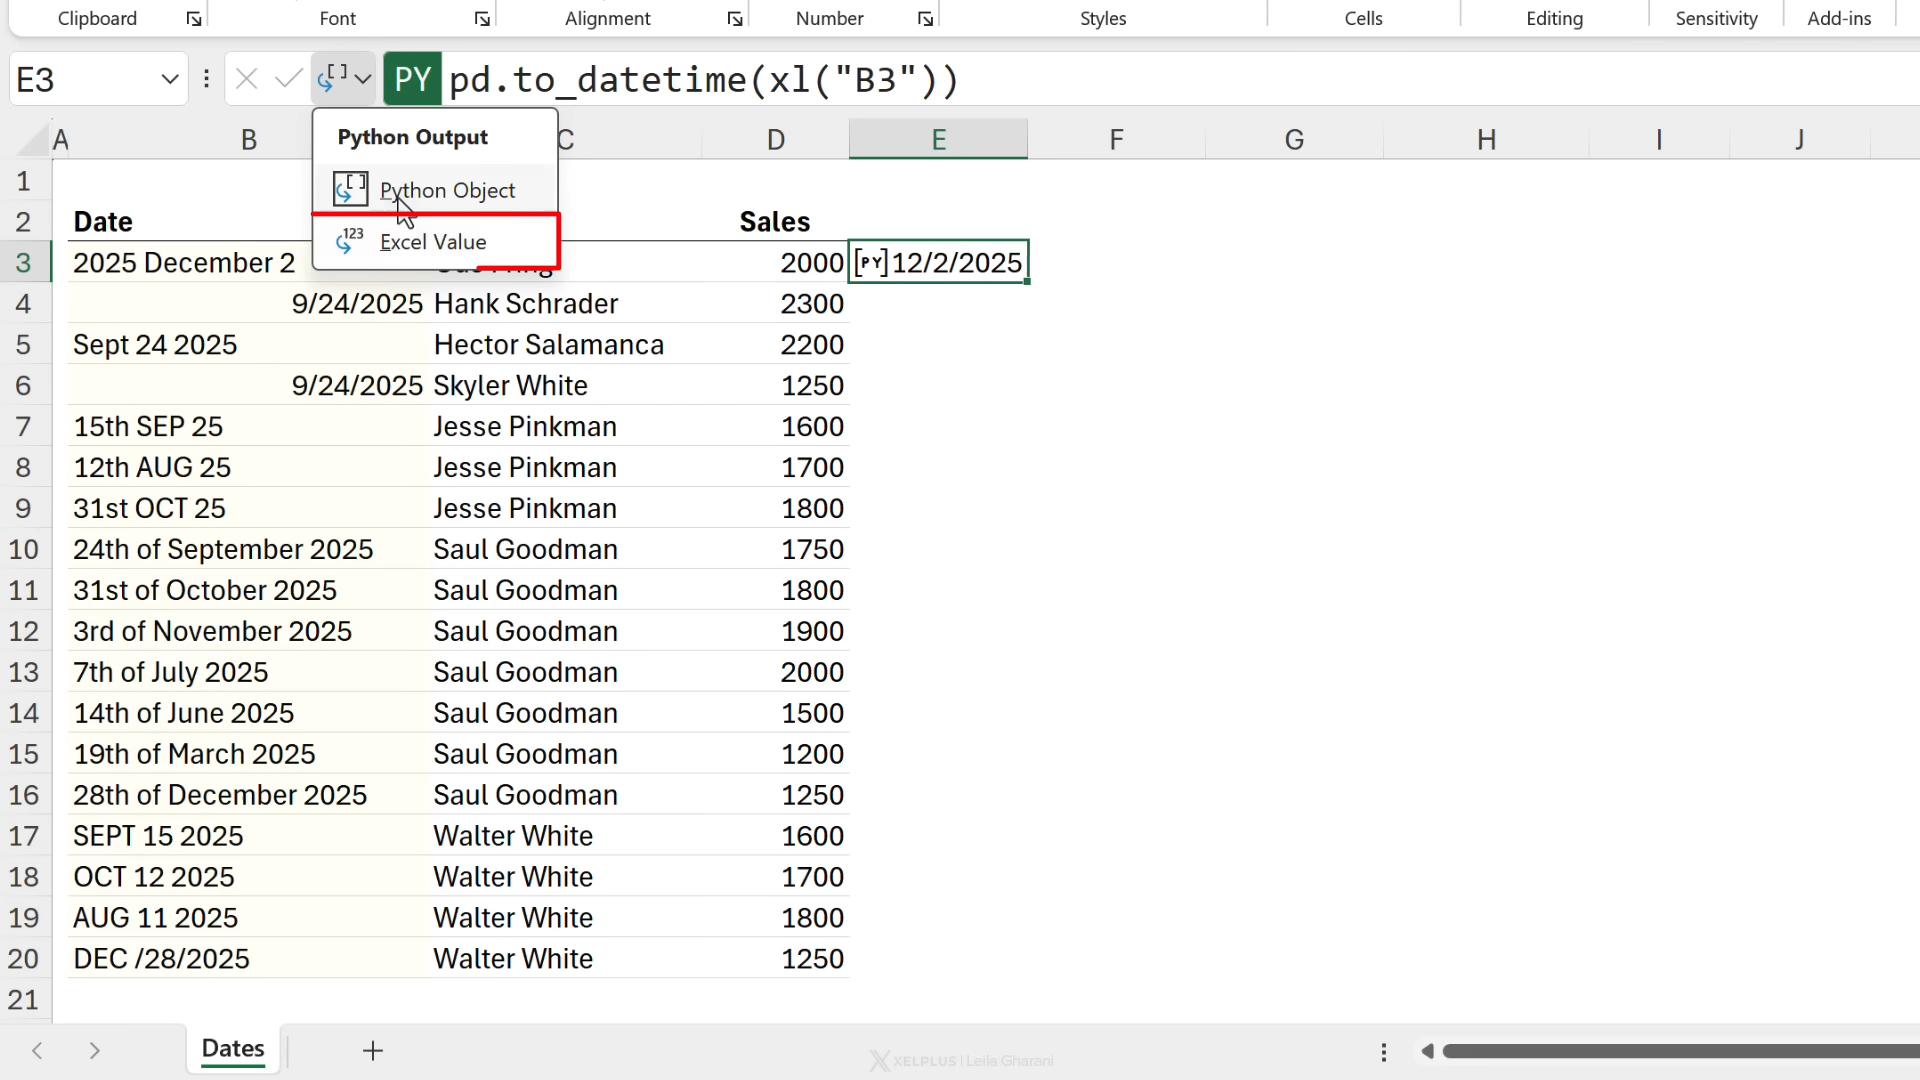 Clipboard Font Alignment Number Styles Cells Editing Sensitivity Add-ins
E3 PY pd.to_datetime(xl("B3"))
Python Output
Python Object
Excel Value
A B C D E F G H I J
1
2 Date Sales
3 2025 December 2 2000 [PY] 12/2/2025
4 9/24/2025 Hank Schrader 2300
5 Sept 24 2025 Hector Salamanca 2200
6 9/24/2025 Skyler White 1250
7 15th SEP 25 Jesse Pinkman 1600
8 12th AUG 25 Jesse Pinkman 1700
9 31st OCT 25 Jesse Pinkman 1800
10 24th of September 2025 Saul Goodman 1750
11 31st of October 2025 Saul Goodman 1800
12 3rd of November 2025 Saul Goodman 1900
13 7th of July 2025 Saul Goodman 2000
14 14th of June 2025 Saul Goodman 1500
15 19th of March 2025 Saul Goodman 1200
16 28th of December 2025 Saul Goodman 1250
17 SEPT 15 2025 Walter White 1600
18 OCT 12 2025 Walter White 1700
19 AUG 11 2025 Walter White 1800
20 DEC /28/2025 Walter White 1250
21
Dates
XELPLUS | Leila Gharani